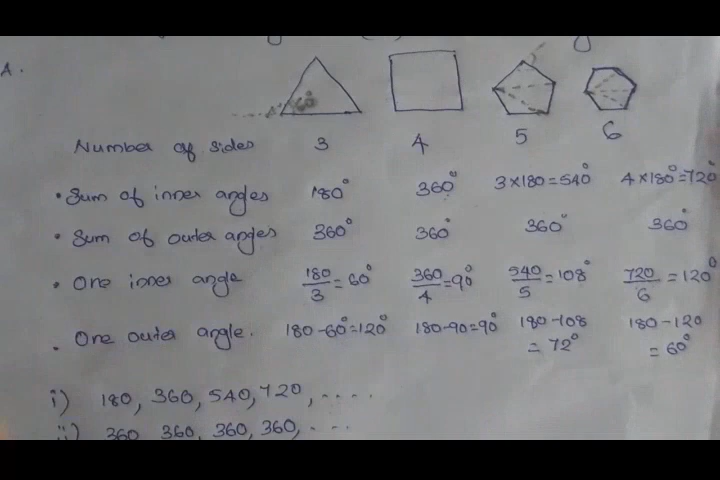 A.
60°
Number of sides 3 4 5 6
• Sum of inner angles 180° 360° 3×180=540° 4×180°=720°
• Sum of outer angles 360° 360° 360° 360°
• One inner angle 180/3=60° 360/4=90° 540/5=108° 720/6=120°
• One outer angle. 180-60°=120° 180-90=90° 180-108 =72° 180-120 =60°
i) 180, 360, 540, 720, ....
ii) 360, 360, 360, 360, ....